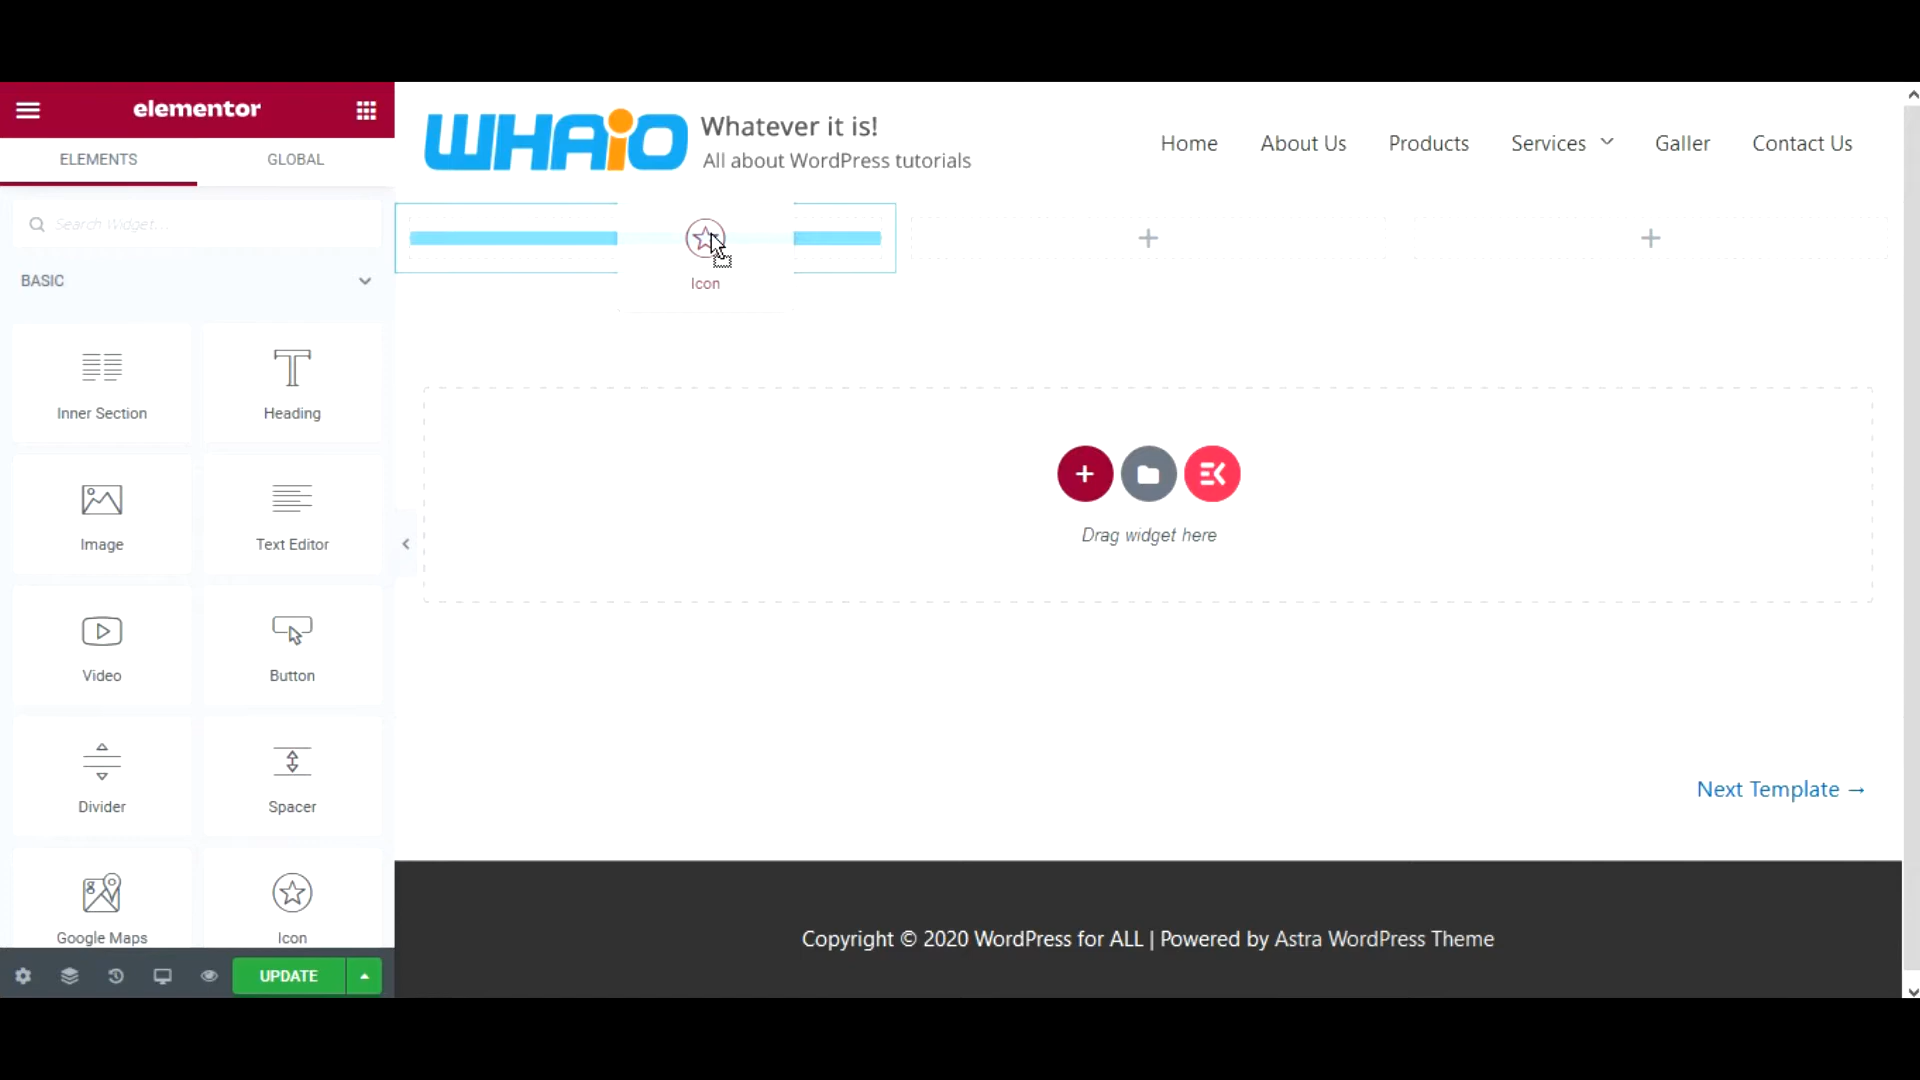 elementor
ELEMENTS
GLOBAL
Search Widget...
BASIC
Inner Section
Heading
Image
Text Editor
Video
Button
Divider
Spacer
Google Maps
Icon
UPDATE
WHAiO
Whatever it is!
All about WordPress tutorials
Home
About Us
Products
Services
Galler
Contact Us
Icon
Drag widget here
Next Template →
Copyright © 2020 WordPress for ALL | Powered by Astra WordPress Theme